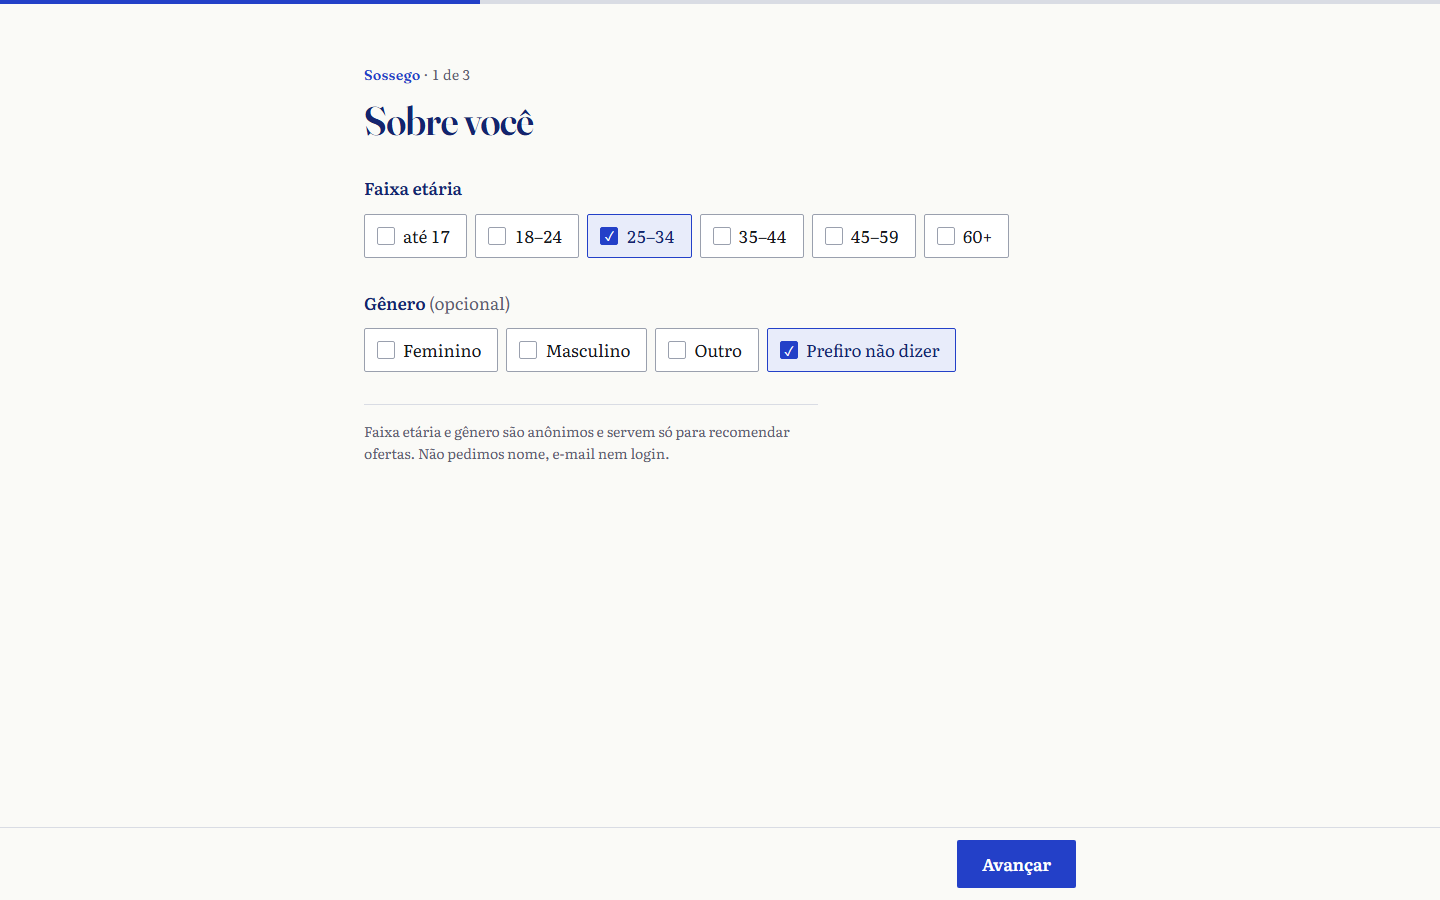 Sossego · 1 de 3
Sobre você
Faixa etária
até 17 18–24 25–34 35–44 45–59 60+
Gênero (opcional)
Feminino Masculino Outro Prefiro não dizer
Faixa etária e gênero são anônimos e servem só para recomendar
ofertas. Não pedimos nome, e-mail nem login.
Avançar